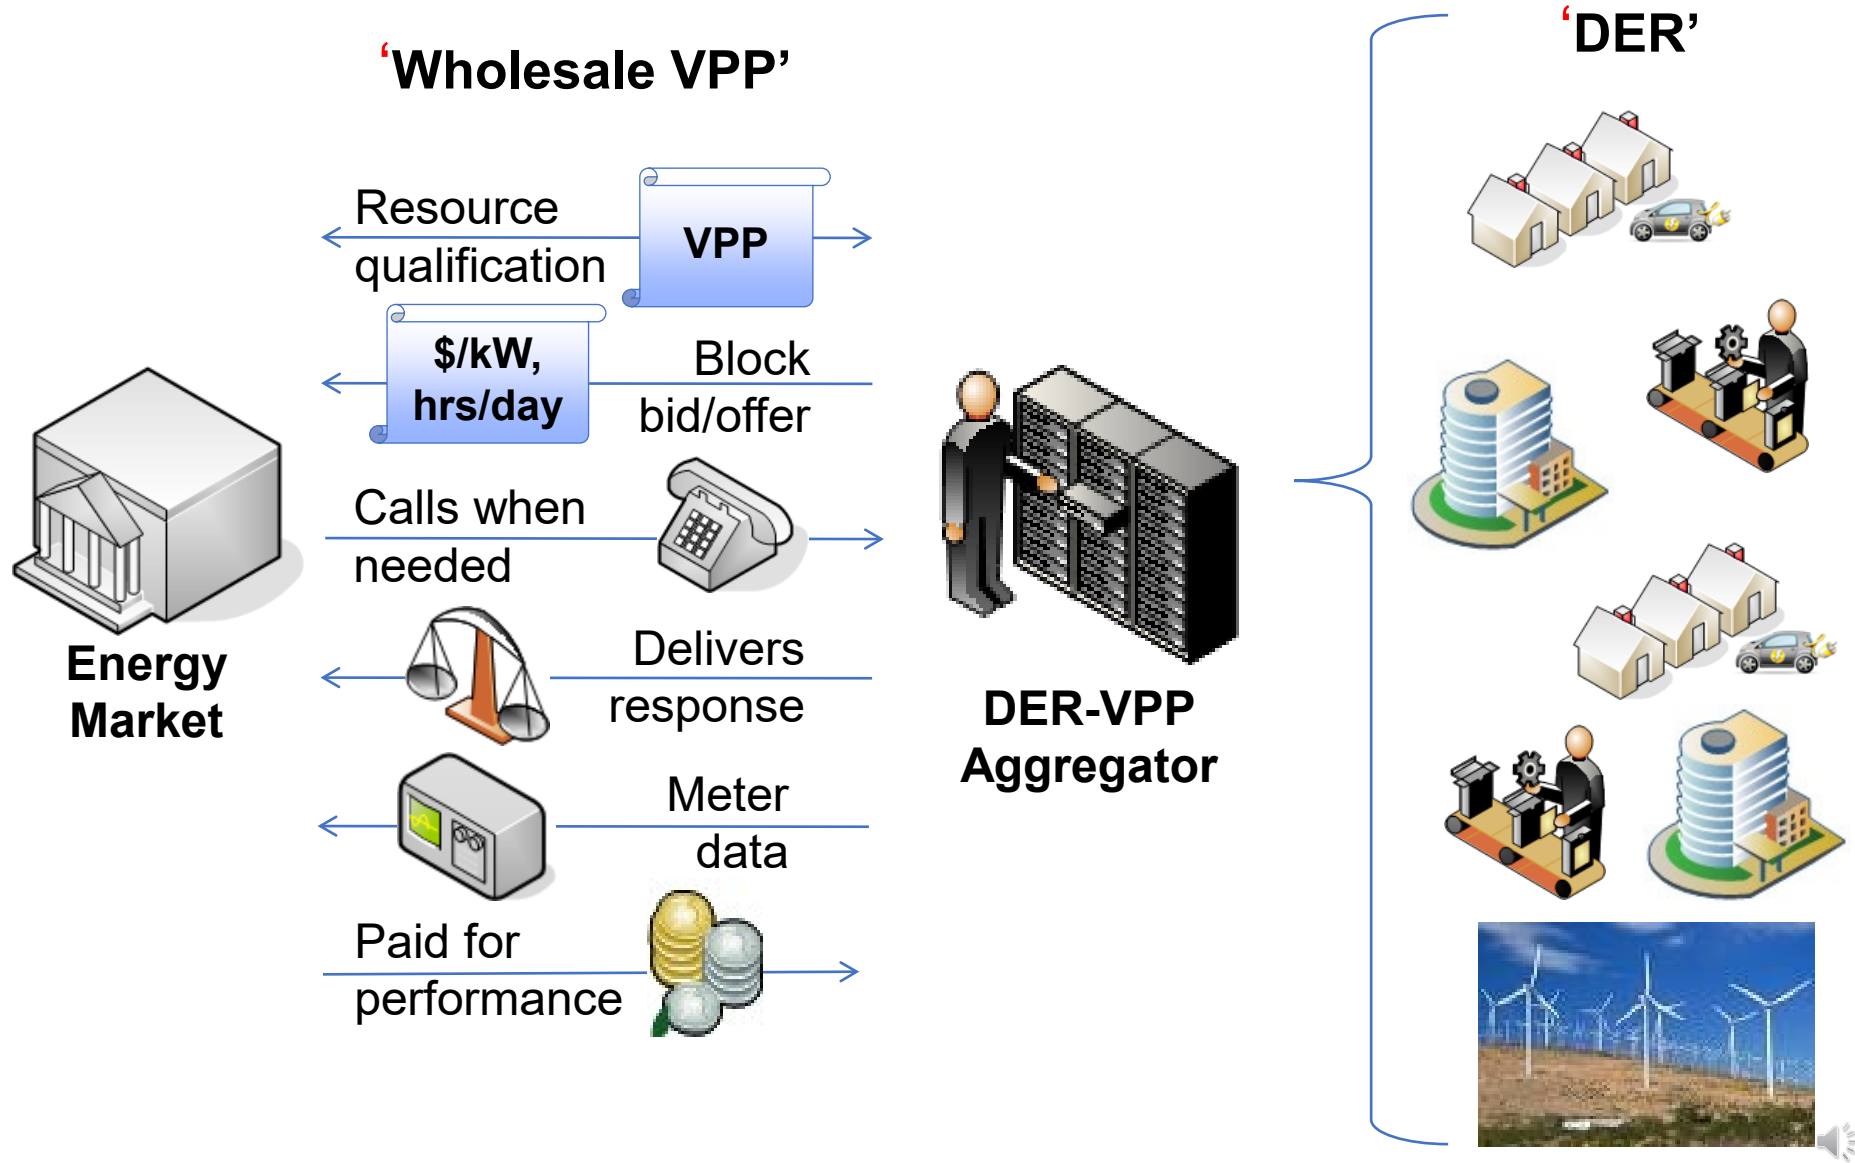 ‘Wholesale VPP’
‘DER’
Resource
qualification
VPP
$/kW,
hrs/day
Block
bid/offer
Calls when
needed
Energy
Market
Delivers
response
DER-VPP
Aggregator
Meter
data
Paid for
performance